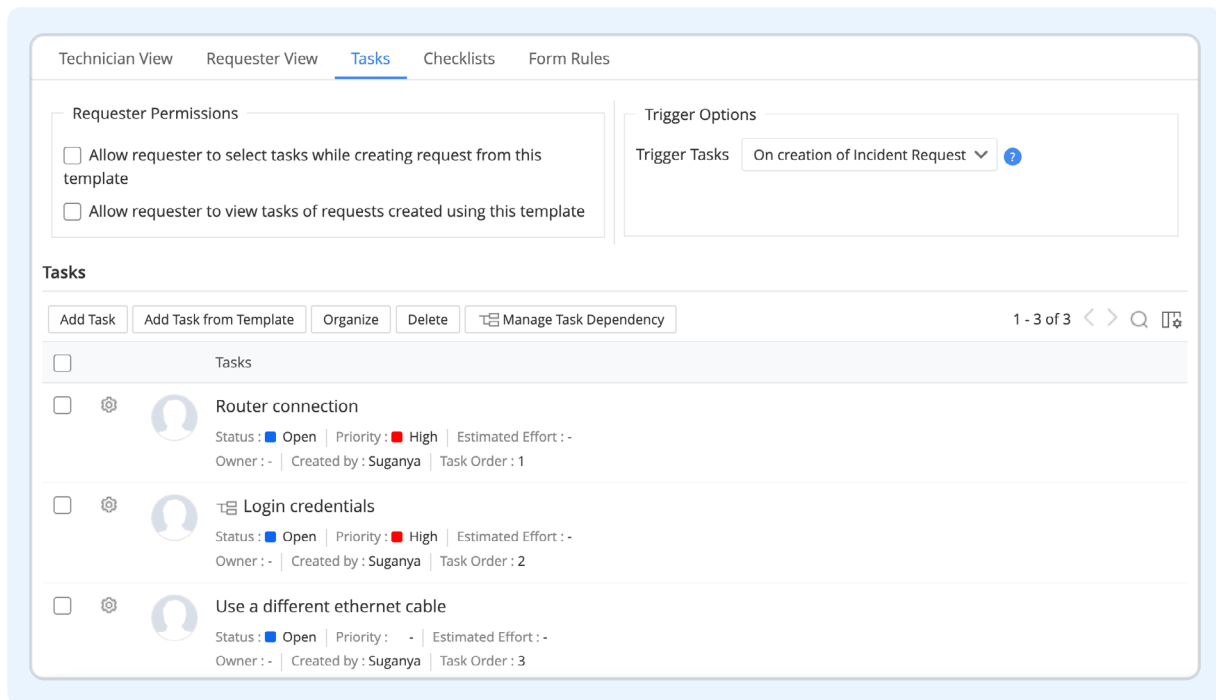 Technician View Requester View Tasks Checklists Form Rules
Requester Permissions
Allow requester to select tasks while creating request from this
template
Allow requester to view tasks of requests created using this template
Trigger Options
Trigger Tasks On creation of Incident Request ?
Tasks
Add Task Add Task from Template Organize Delete Manage Task Dependency 1 - 3 of 3
Tasks
Router connection
Status : Open Priority : High Estimated Effort : -
Owner : - Created by : Suganya Task Order : 1
Login credentials
Status : Open Priority : High Estimated Effort : -
Owner : - Created by : Suganya Task Order : 2
Use a different ethernet cable
Status : Open Priority : - Estimated Effort : -
Owner : - Created by : Suganya Task Order : 3